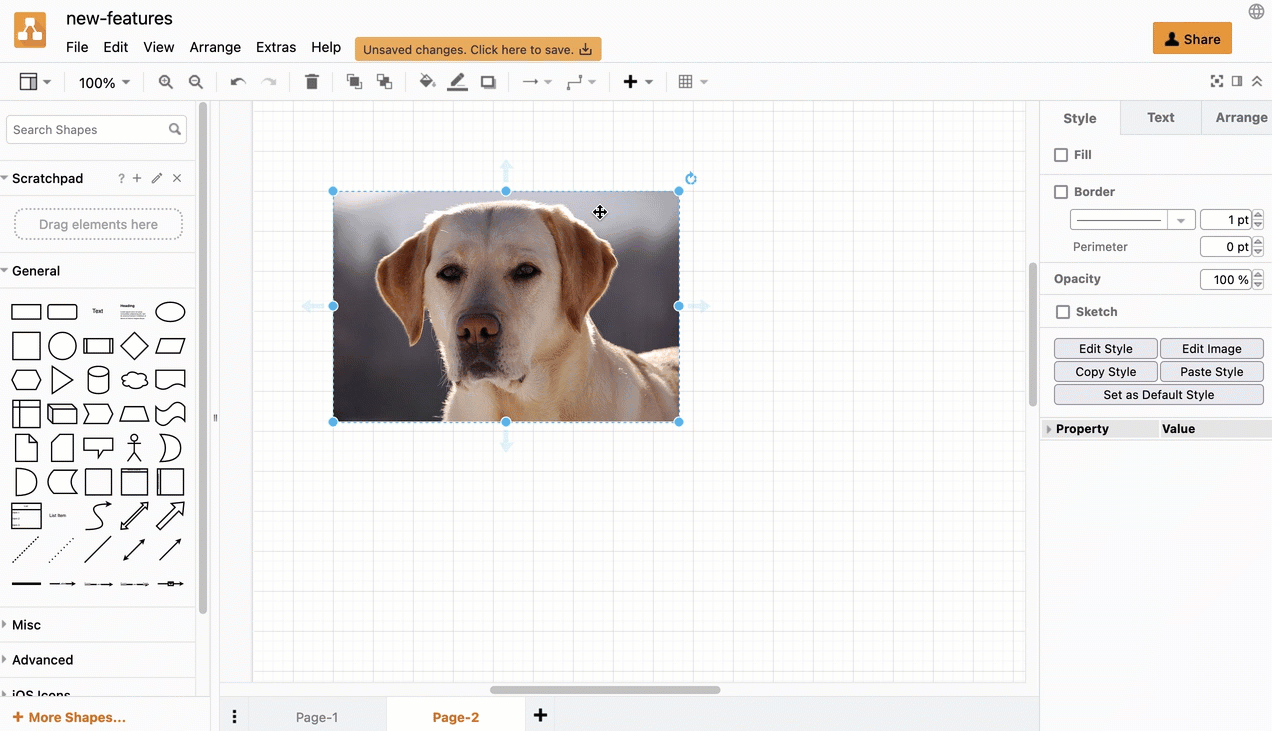 new-features
File Edit View Arrange Extras Help
Unsaved changes. Click here to save.
Share
100%
Search Shapes
Scratchpad
?
Drag elements here
General
Text
Heading
List Item
Misc
Advanced
iOS Icons
+ More Shapes...
Page-1
Page-2
Style Text Arrange
Fill
Border
1 pt
Perimeter 0 pt
Opacity 100 %
Sketch
Edit Style Edit Image
Copy Style Paste Style
Set as Default Style
Property Value